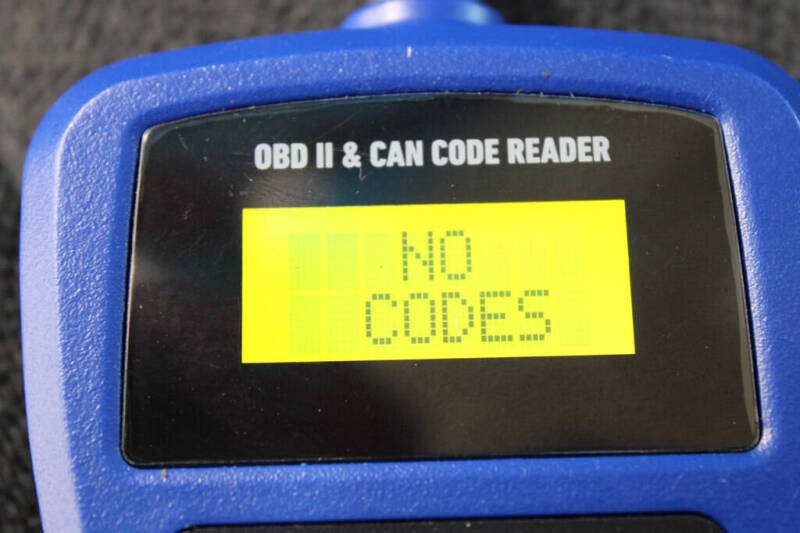 OBD II & CAN CODE READER
NO
CODES